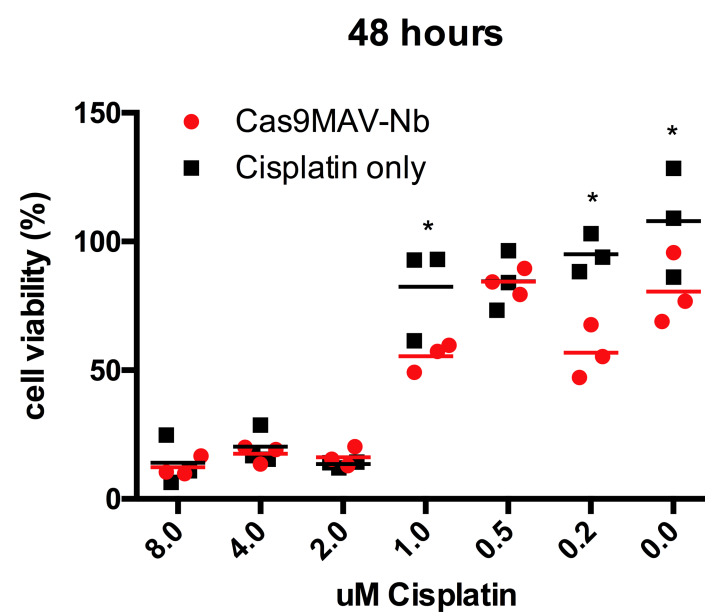 48 hours
Cas9MAV-Nb
Cisplatin only
cell viability (%)
150
100
50
0
*
*
*
8.0 4.0 2.0 1.0 0.5 0.2 0.0
uM Cisplatin